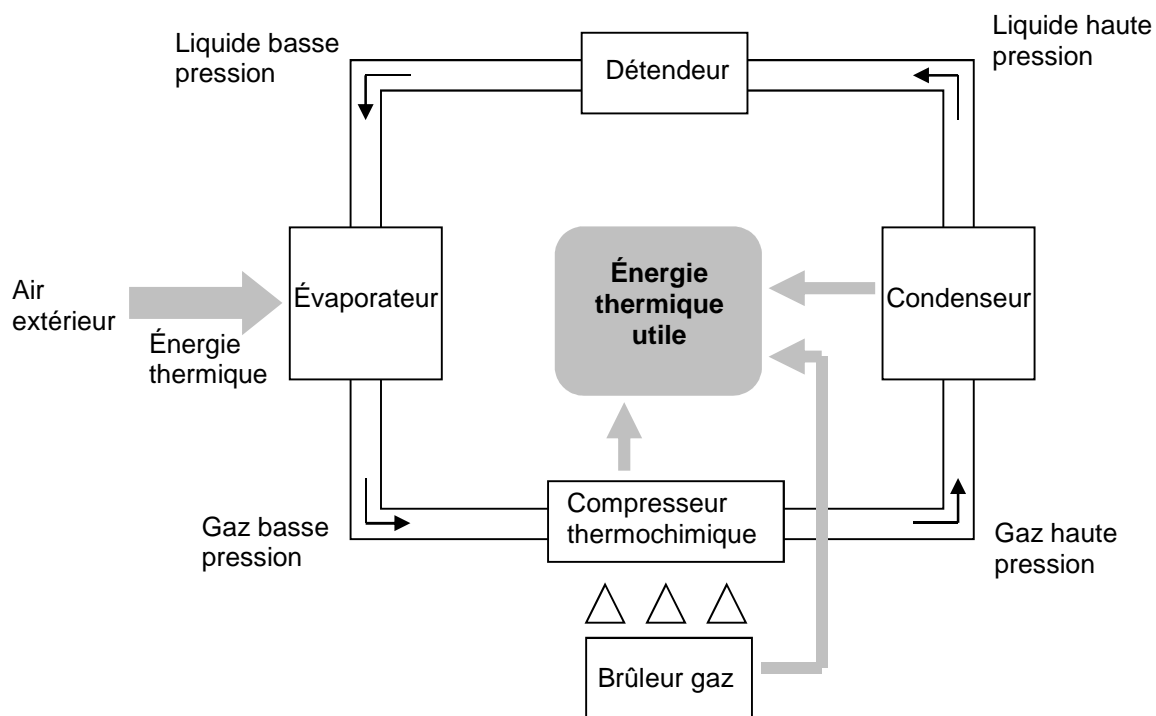 Liquide basse
pression
Détendeur
Liquide haute
pression
Air
extérieur
Énergie
thermique
Évaporateur
Énergie
thermique
utile
Condenseur
Gaz basse
pression
Compresseur
thermochimique
Gaz haute
pression
Brûleur gaz